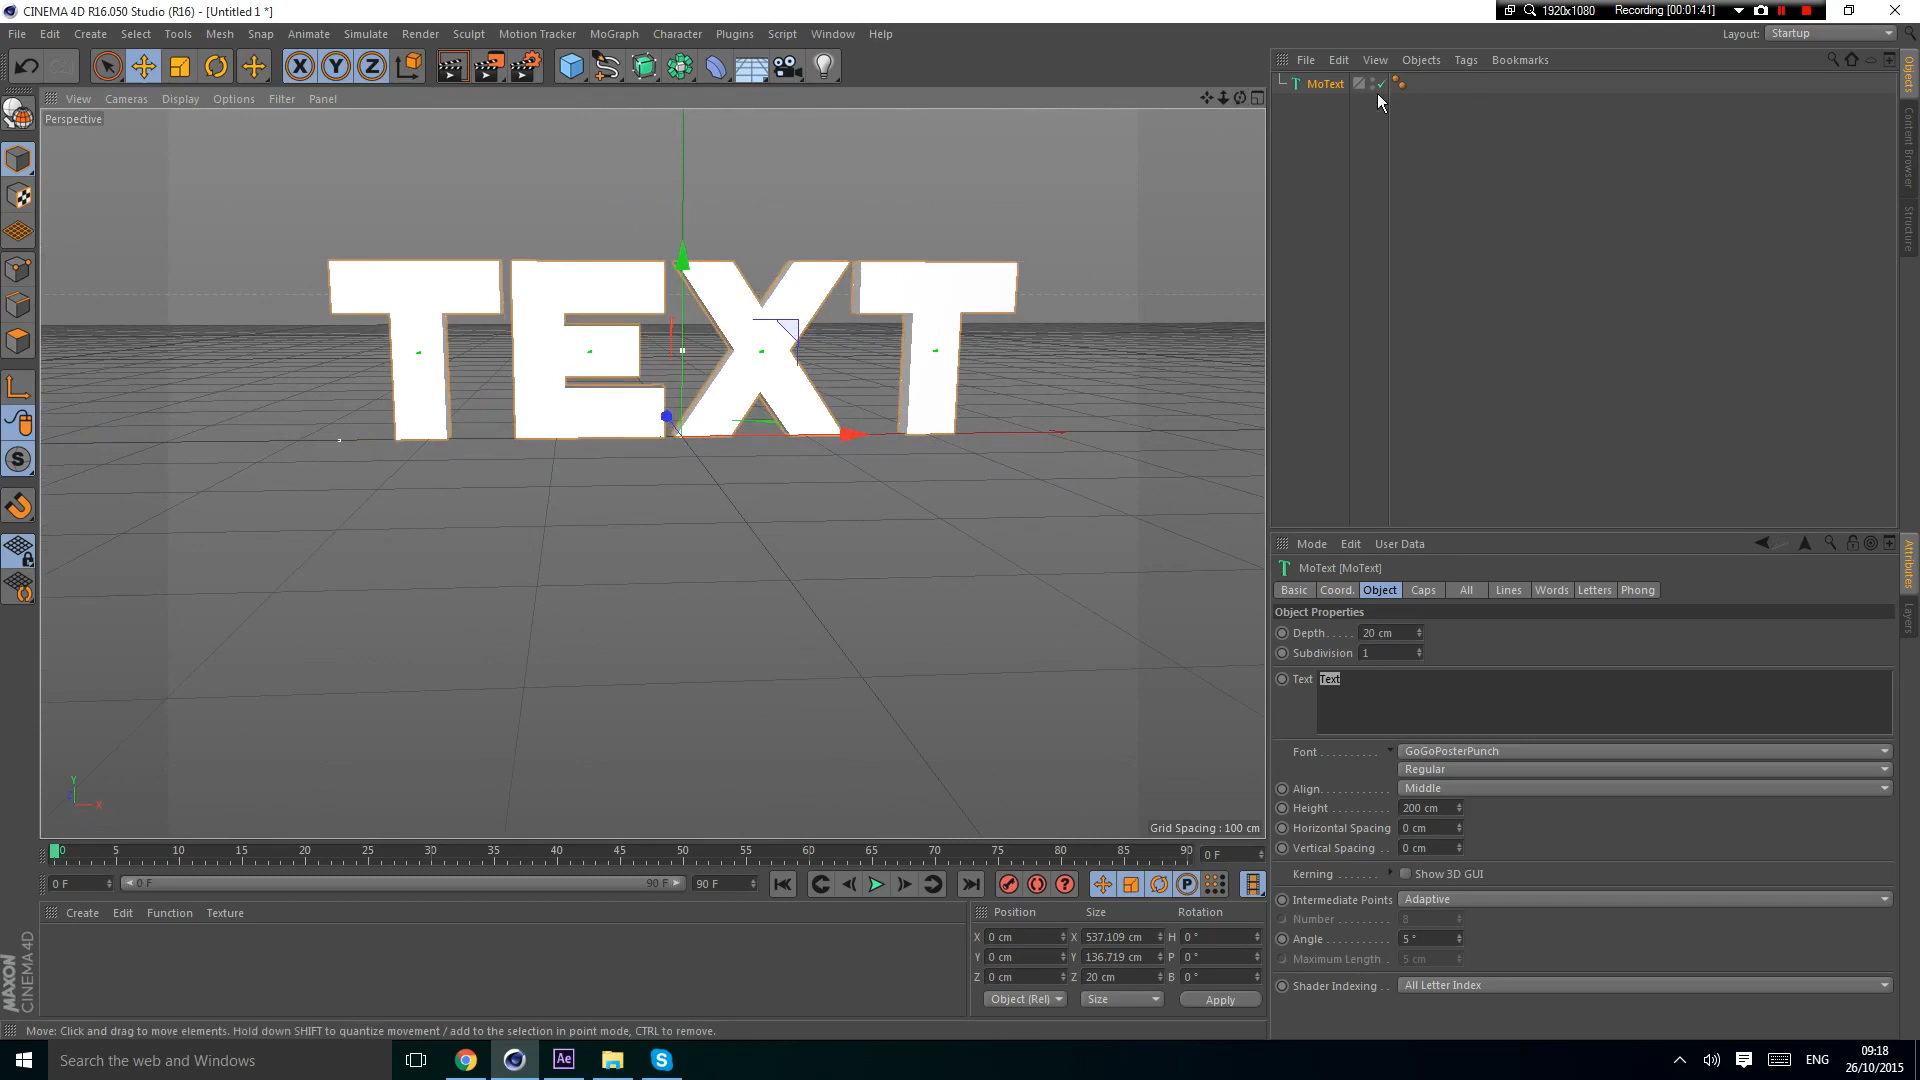 CINEMA 4D R16.050 Studio (R16) - [Untitled 1 *]
1920x1080 Recording [00:01:41]
File Edit Create Select Tools Mesh Snap Animate Simulate Render Sculpt Motion Tracker MoGraph Character Plugins Script Window Help
Layout: Startup
X Y Z
View Cameras Display Options Filter Panel
File Edit View Objects Tags Bookmarks
Objects
Content Browser
Structure
Perspective
MoText
TEXT
S
Y
X
Grid Spacing : 100 cm
Mode Edit User Data
Attributes
Layers
MoText [MoText]
Basic Coord. Object Caps All Lines Words Letters Phong
Object Properties
Depth..... 20 cm
Subdivision 1
Text Text
Font .......... GoGoPosterPunch
Regular
Align............ Middle
Height ........... 200 cm
Horizontal Spacing 0 cm
Vertical Spacing .. 0 cm
Kerning ....... Show 3D GUI
Intermediate Points Adaptive
Number ......... 8
Angle ............ 5 °
Maximum Length . 5 cm
Shader Indexing . . All Letter Index
0 5 10 15 20 25 30 35 40 45 50 55 60 65 70 75 80 85 90 0 F
0 F 0 F 90 F 90 F
P
Create Edit Function Texture
Position Size Rotation
X 0 cm X 537.109 cm H 0 °
Y 0 cm Y 136.719 cm P 0 °
Z 0 cm Z 20 cm B 0 °
Object (Rel) Size Apply
MAXON CINEMA 4D
Move: Click and drag to move elements. Hold down SHIFT to quantize movement / add to the selection in point mode, CTRL to remove.
Search the web and Windows
Ae
S
ENG
09:18
26/10/2015